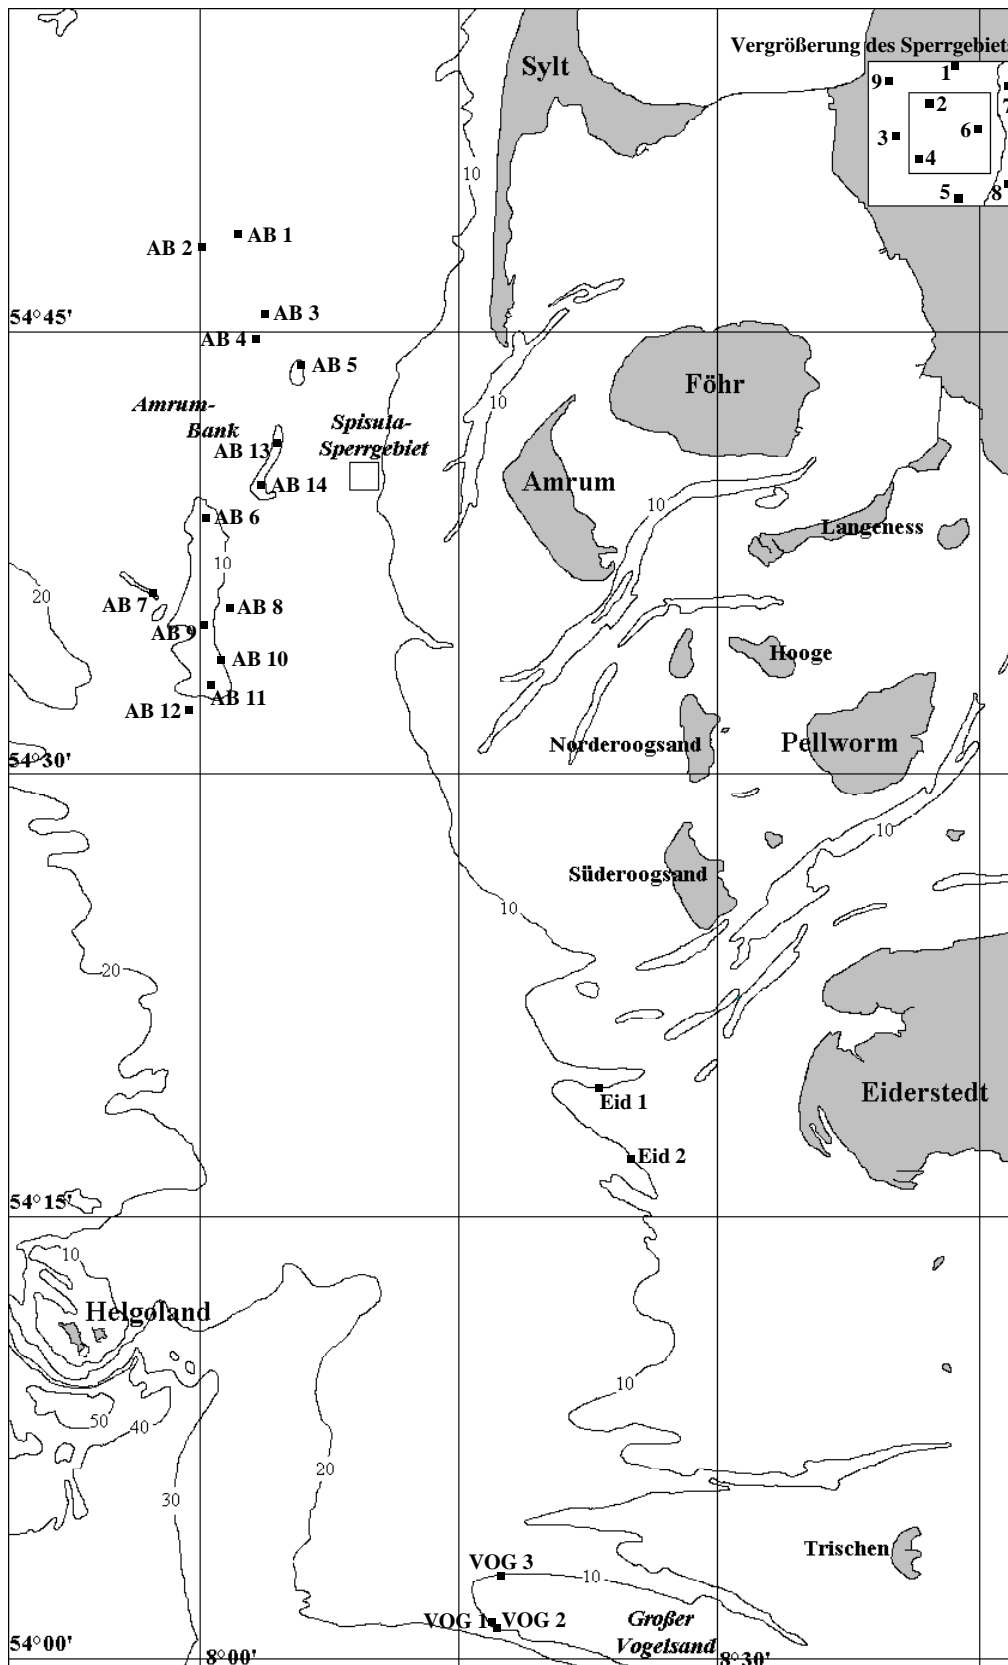 Vergrößerung des Sperrgebiets
Sylt
1
9
2
7
3
6
4
5
8
10
AB 1
AB 2
AB 3
54°45'
AB 4
AB 5
Föhr
10
Amrum-
Bank
Spisula-
Sperrgebiet
AB 13
AB 14
Amrum
10
AB 6
Langeness
10
20
AB 7
AB 8
AB 9
AB 10
Hooge
AB 11
AB 12
Norderoogsand
Pellworm
54°30'
10
Süderoogsand
10
20
Eiderstedt
Eid 1
Eid 2
54°15'
10
Helgoland
10
50
40
20
30
Trischen
VOG 3
10
VOG 1
VOG 2
Großer
Vogelsand
54°00'
8°00'
8°30'